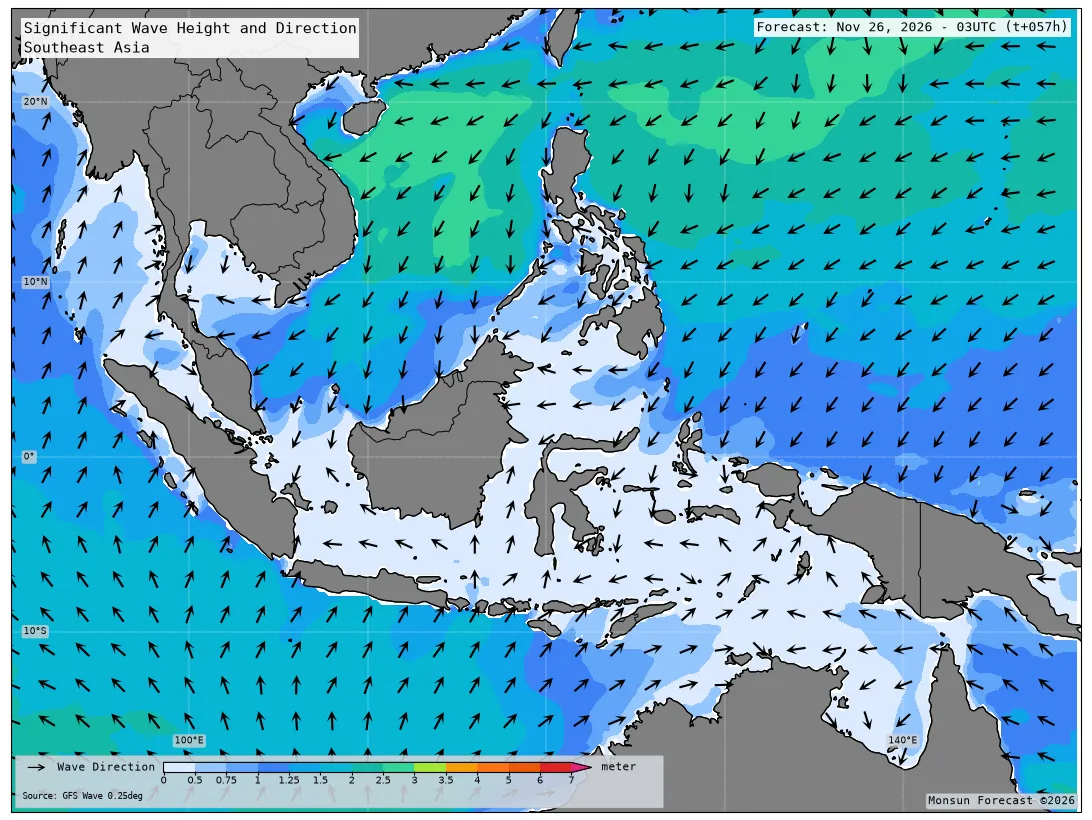 Significant Wave Height and Direction
Southeast Asia
Forecast: Nov 26, 2026 - 03UTC (t+057h)
20°N
10°N
0°
10°S
100°E
140°E
Wave Direction
meter
0 0.5 0.75 1 1.25 1.5 2 2.5 3 3.5 4 5 6 7
Source: GFS Wave 0.25deg
Monsun Forecast ©2026